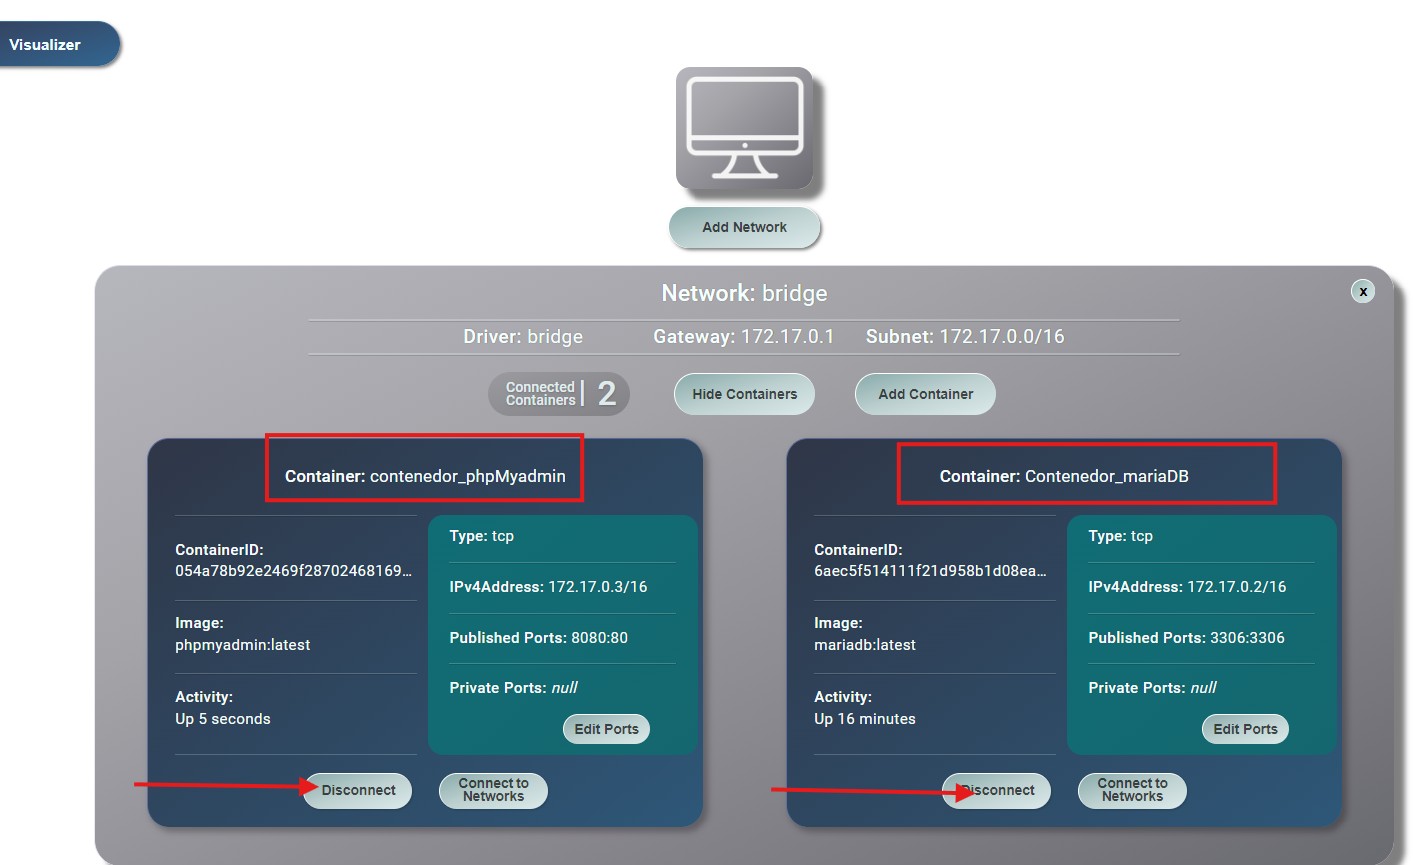 Visualizer
Add Network
Network: bridge
x
Driver: bridge Gateway: 172.17.0.1 Subnet: 172.17.0.0/16
Connected
Containers
2
Hide Containers
Add Container
Container: contenedor_phpMyadmin
ContainerID:
054a78b92e2469f28702468169...
Image:
phpmyadmin:latest
Activity:
Up 5 seconds
Type: tcp
IPv4Address: 172.17.0.3/16
Published Ports: 8080:80
Private Ports: null
Edit Ports
Disconnect
Connect to
Networks
Container: Contenedor_mariaDB
ContainerID:
6aec5f514111f21d958b1d08ea...
Image:
mariadb:latest
Activity:
Up 16 minutes
Type: tcp
IPv4Address: 172.17.0.2/16
Published Ports: 3306:3306
Private Ports: null
Edit Ports
Disconnect
Connect to
Networks